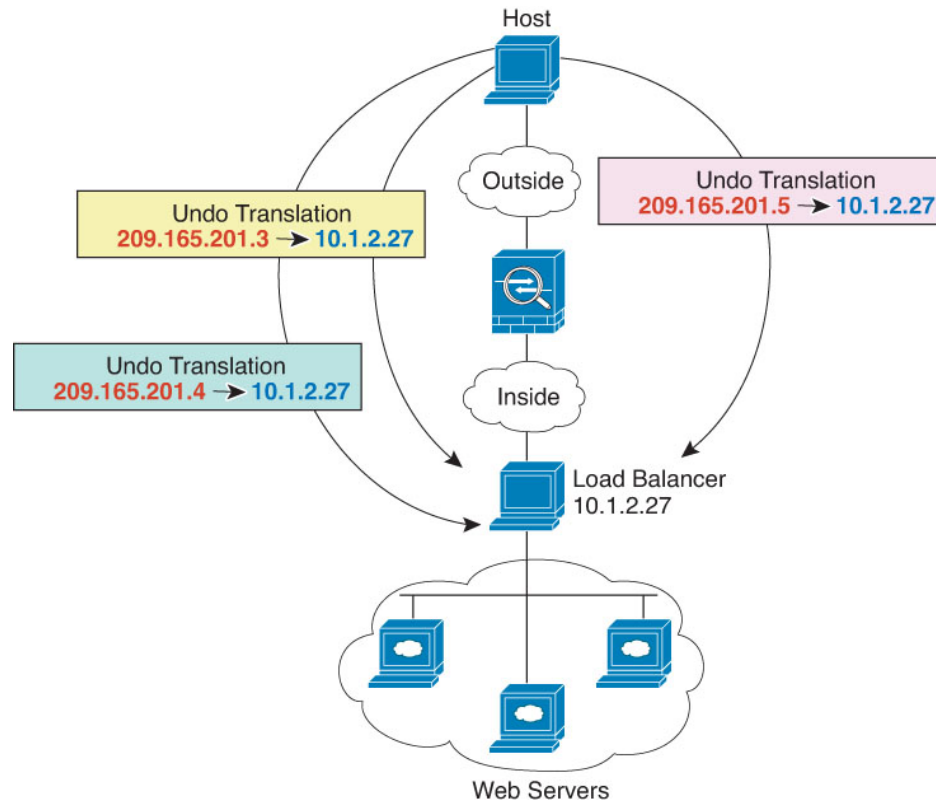 Host
Outside
Undo Translation
209.165.201.3 → 10.1.2.27
Undo Translation
209.165.201.5 → 10.1.2.27
Undo Translation
209.165.201.4 → 10.1.2.27
Inside
Load Balancer
10.1.2.27
Web Servers